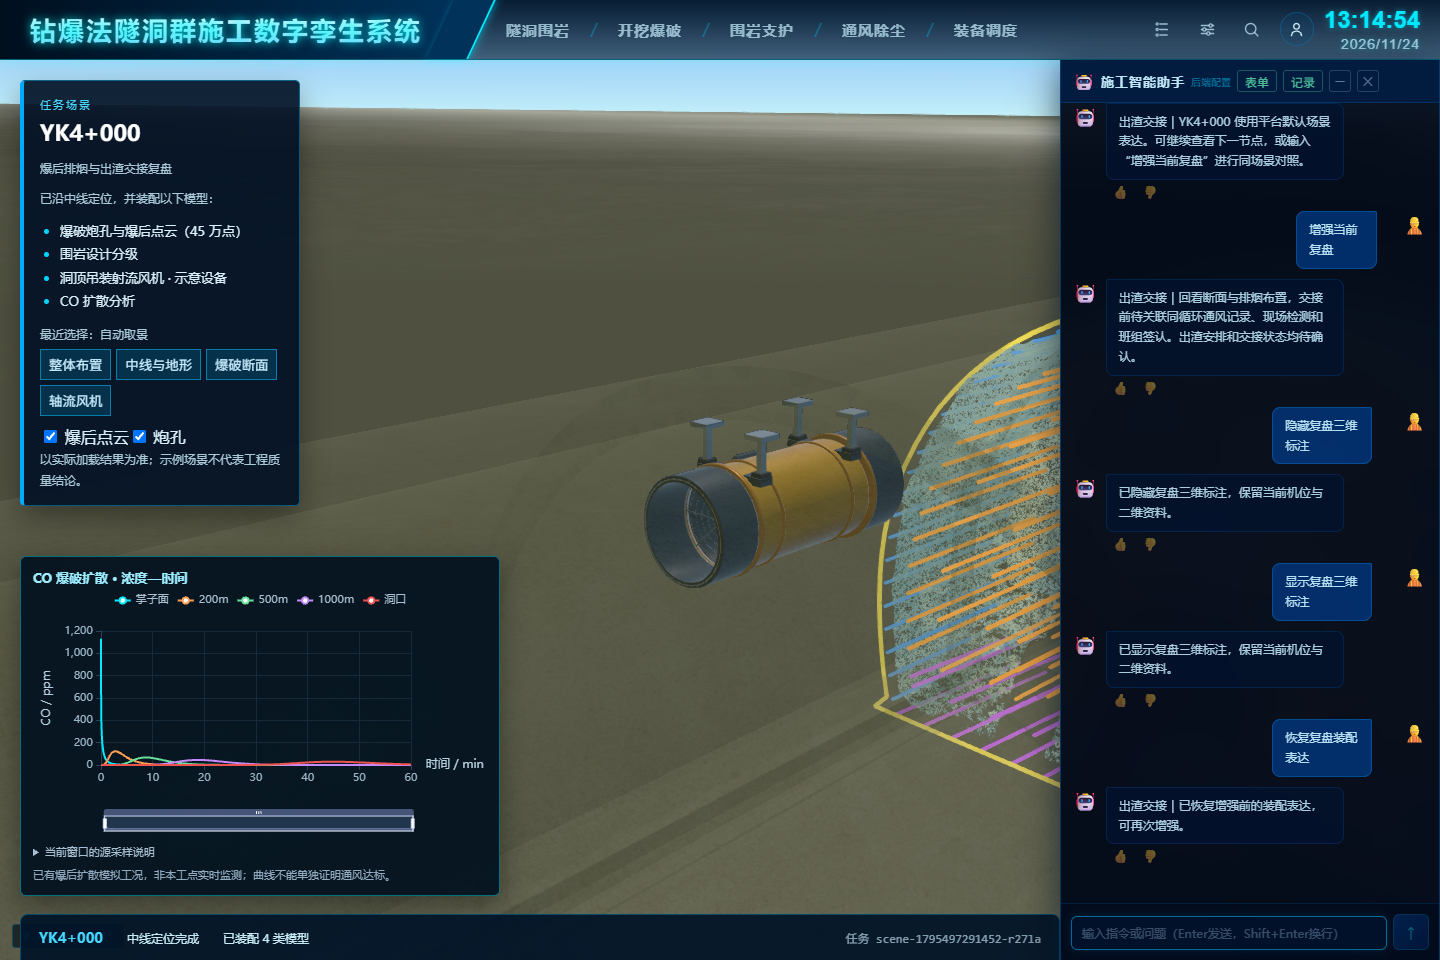 钻爆法隧洞群施工数字孪生系统
隧洞围岩 / 开挖爆破 / 围岩支护 / 通风除尘 / 装备调度
13:14:54
2026/11/24
任务场景
YK4+000
爆后排烟与出渣交接复盘
已沿中线定位，并装配以下模型：
爆破炮孔与爆后点云（45 万点）
围岩设计分级
洞顶吊装射流风机 · 示意设备
CO 扩散分析
最近选择：自动取景
整体布置 中线与地形 爆破断面
轴流风机
爆后点云 炮孔
以实际加载结果为准；示例场景不代表工程质
量结论。
CO 爆破扩散 • 浓度—时间
掌子面 200m 500m 1000m 洞口
1,200
1,000
800
600
400
200
0
CO / ppm
0 10 20 30 40 50 60
时间 / min
当前窗口的源采样说明
已有爆后扩散模拟工况，非本工点实时监测；曲线不能单独证明通风达标。
YK4+000 中线定位完成 已装配 4 类模型
任务 scene-1795497291452-r271a
施工智能助手 后端配置 表单 记录
出渣交接 | YK4+000 使用平台默认场景
表达。可继续查看下一节点，或输入
“增强当前复盘”进行同场景对照。
增强当前
复盘
出渣交接 | 回看断面与排烟布置，交接
前待关联同循环通风记录、现场检测和
班组签认。出渣安排和交接状态均待确
认。
隐藏复盘三维
标注
已隐藏复盘三维标注，保留当前机位与
二维资料。
显示复盘三维
标注
已显示复盘三维标注，保留当前机位与
二维资料。
恢复复盘装配
表达
出渣交接 | 已恢复增强前的装配表达，
可再次增强。
输入指令或问题（Enter发送，Shift+Enter换行）